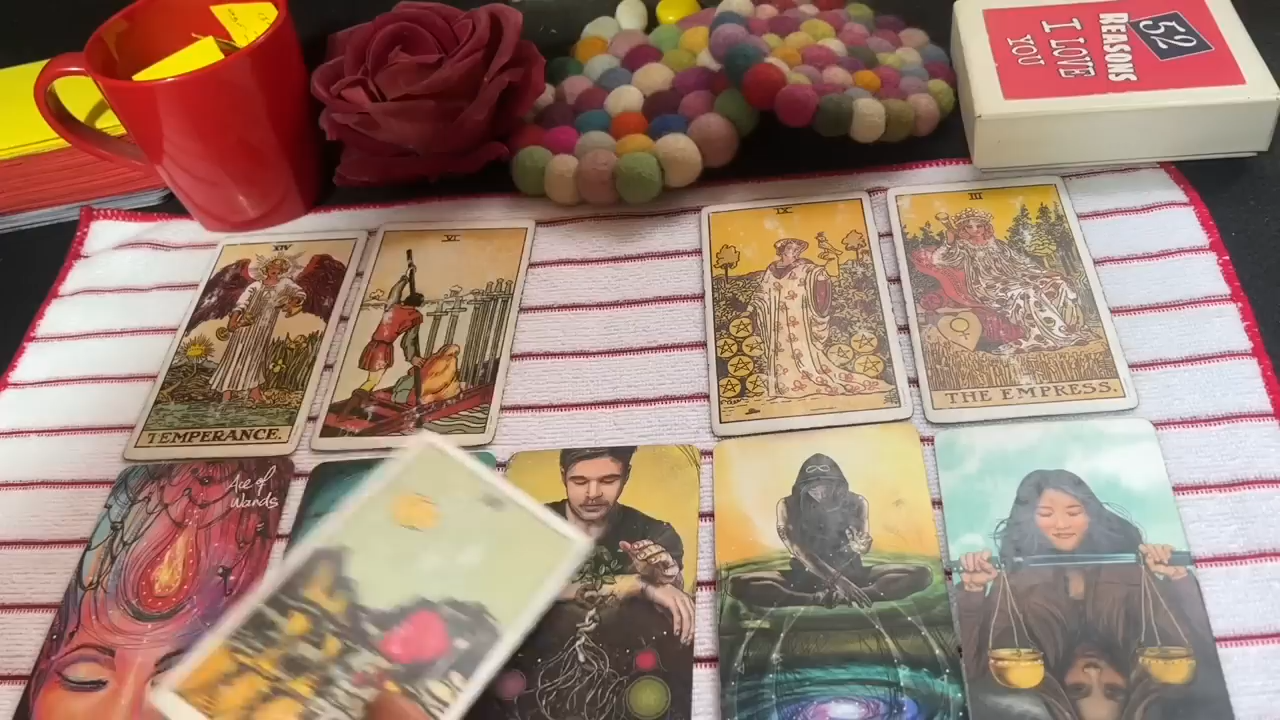 52
REASONS
I LOVE
YOU
XIV
VI
IX
III
TEMPERANCE.
THE EMPRESS.
Ace of
Wands